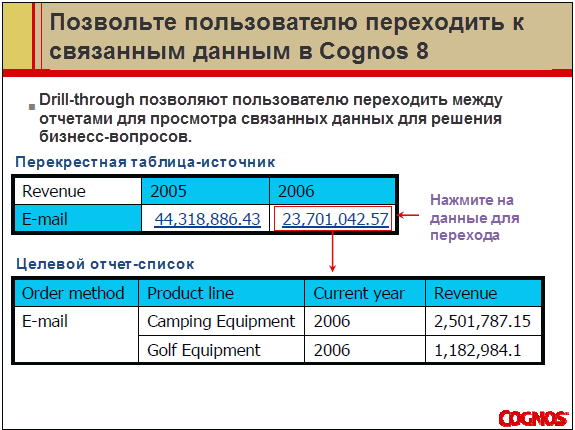 Позвольте пользователю переходить к
связанным данным в Cognos 8
Drill-through позволяют пользователю переходить между
отчетами для просмотра связанных данных для решения
бизнесс-вопросов.
Перекрестная таблица-источник
Revenue 2005 2006
E-mail 44,318,886.43 23,701,042.57
Нажмите на
данные для
перехода
Целевой отчет-список
Order method Product line Current year Revenue
E-mail Camping Equipment 2006 2,501,787.15
Golf Equipment 2006 1,182,984.1
COGNOS